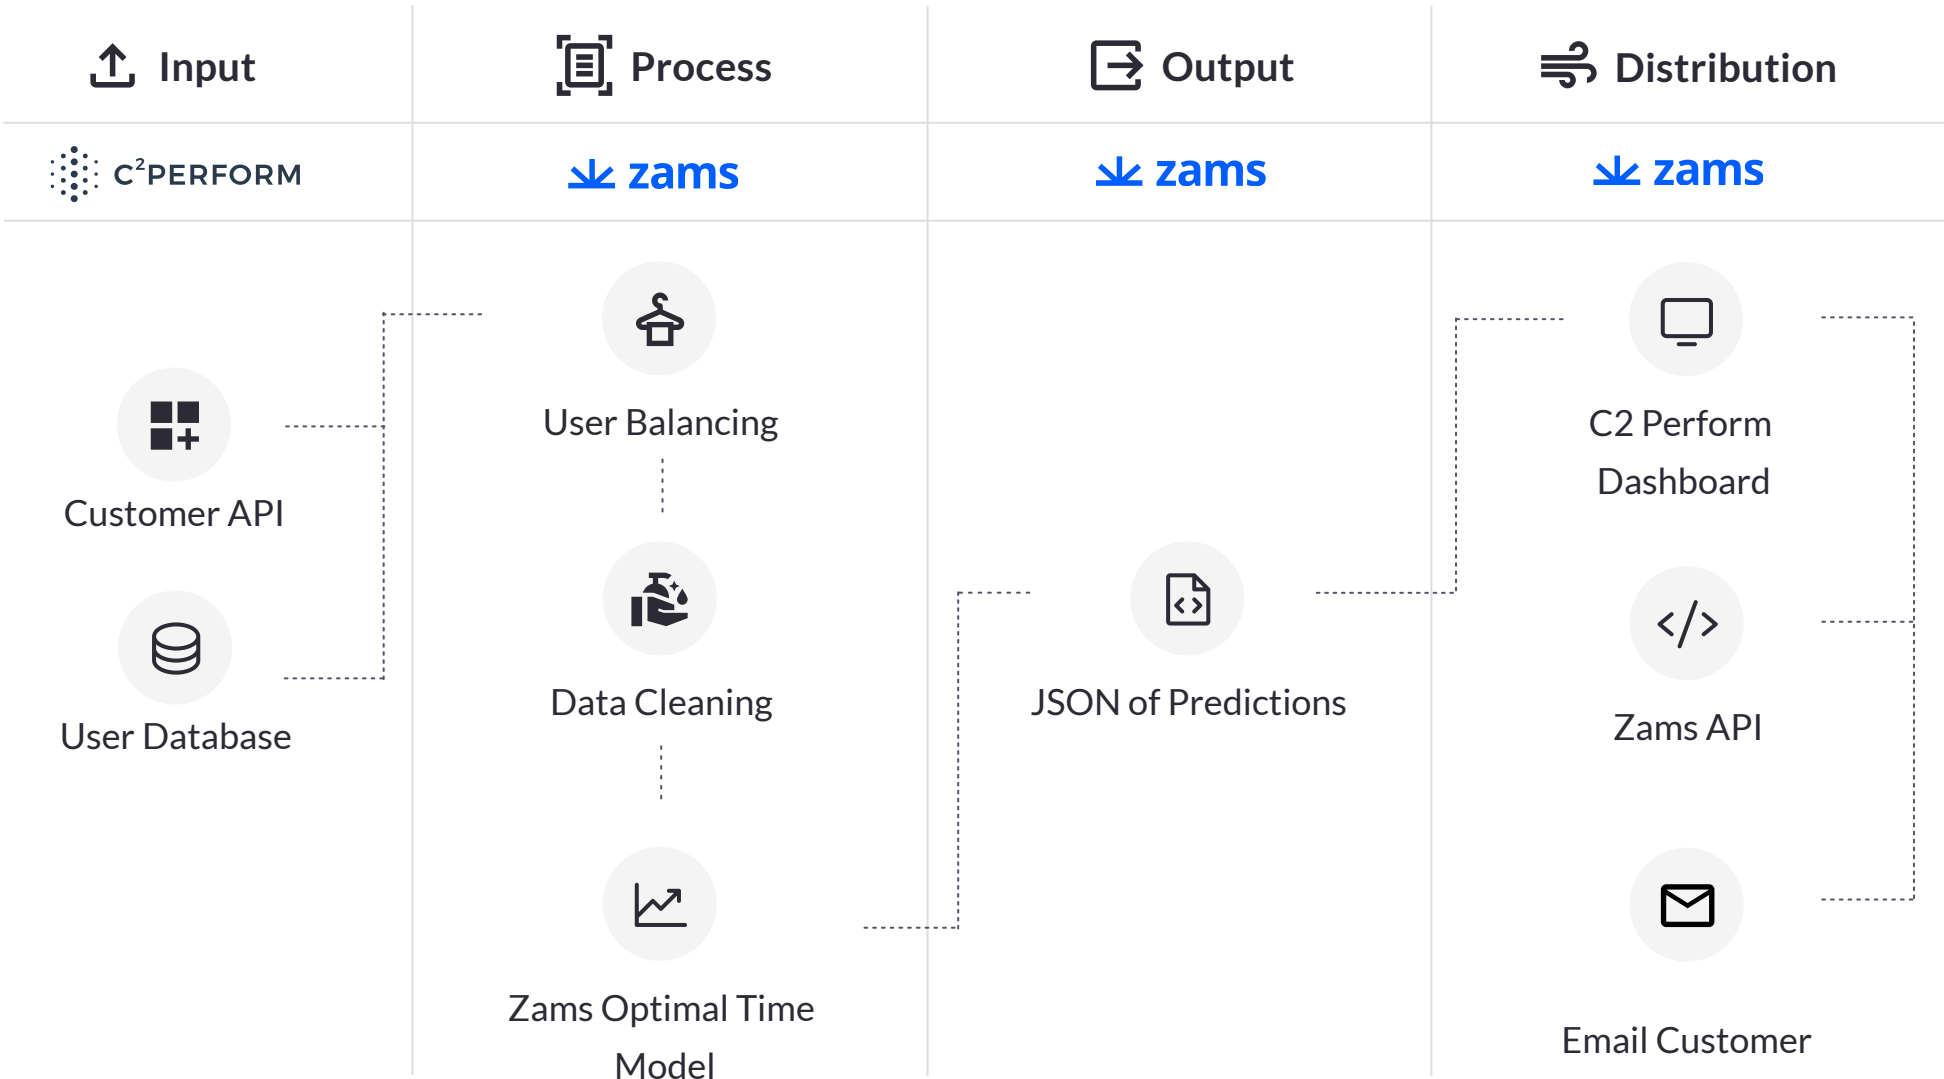 Input
Process
Output
Distribution
C²PERFORM
zams
zams
zams
Customer API
User Database
User Balancing
Data Cleaning
Zams Optimal Time
Model
JSON of Predictions
C2 Perform
Dashboard
Zams API
Email Customer